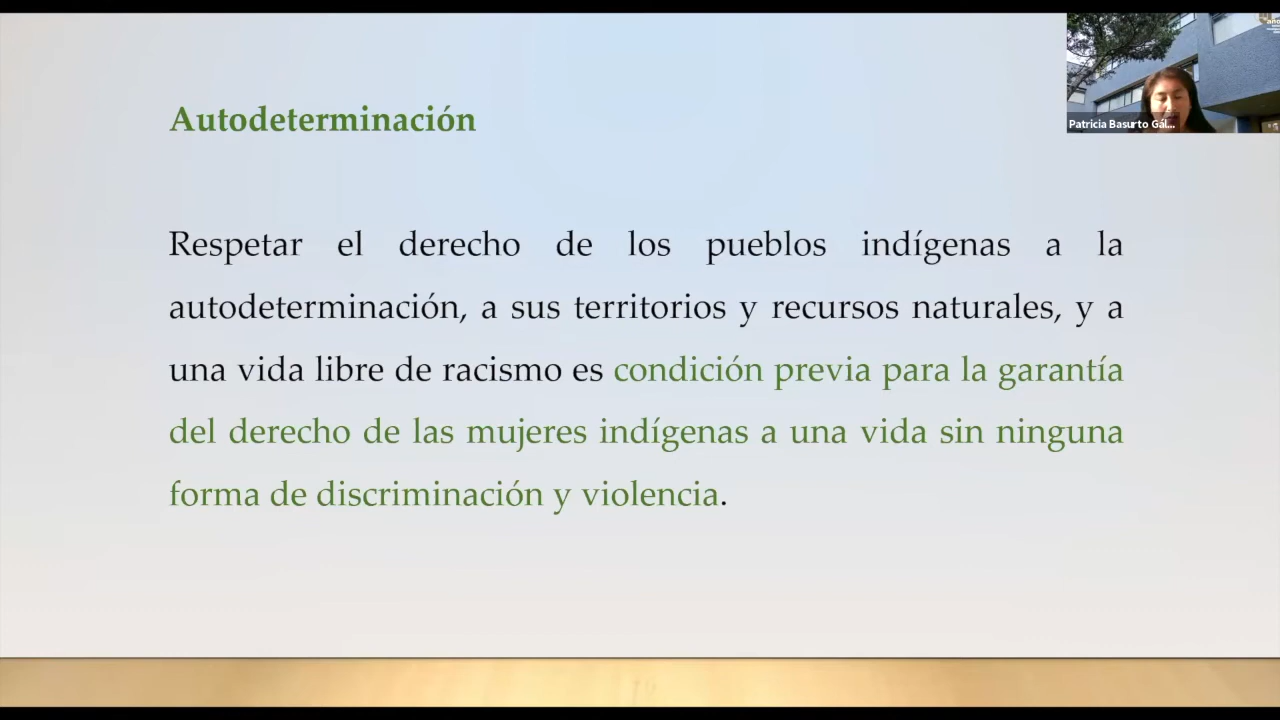 Autodeterminación
Respetar el derecho de los pueblos indígenas a la
autodeterminación, a sus territorios y recursos naturales, y a
una vida libre de racismo es condición previa para la garantía
del derecho de las mujeres indígenas a una vida sin ninguna
forma de discriminación y violencia.
Patricia Basurto Gál...